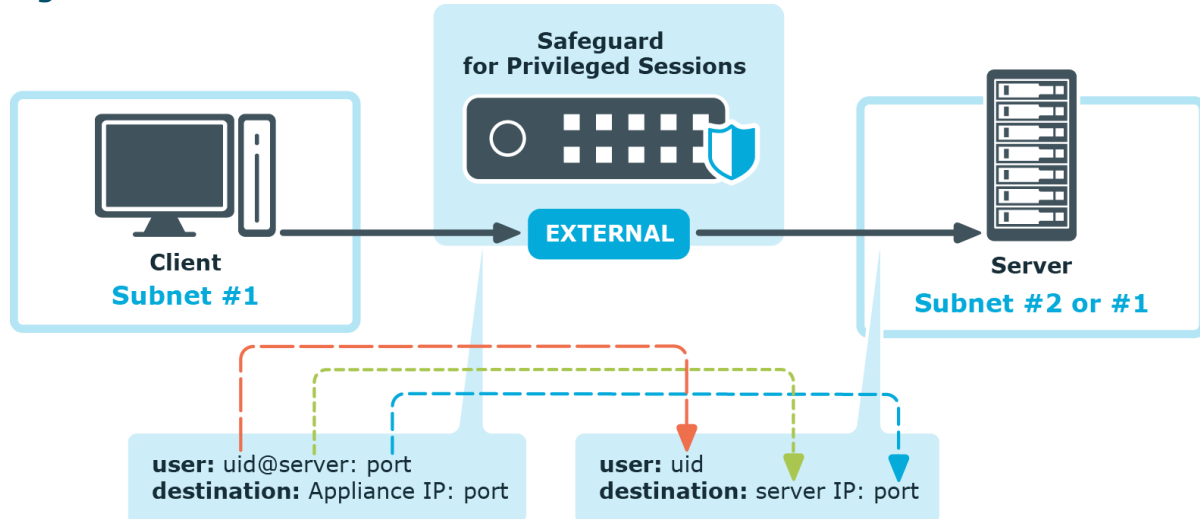 Safeguard
for Privileged Sessions
EXTERNAL
Client
Subnet #1
Server
Subnet #2 or #1
user: uid@server: port
destination: Appliance IP: port
user: uid
destination: server IP: port